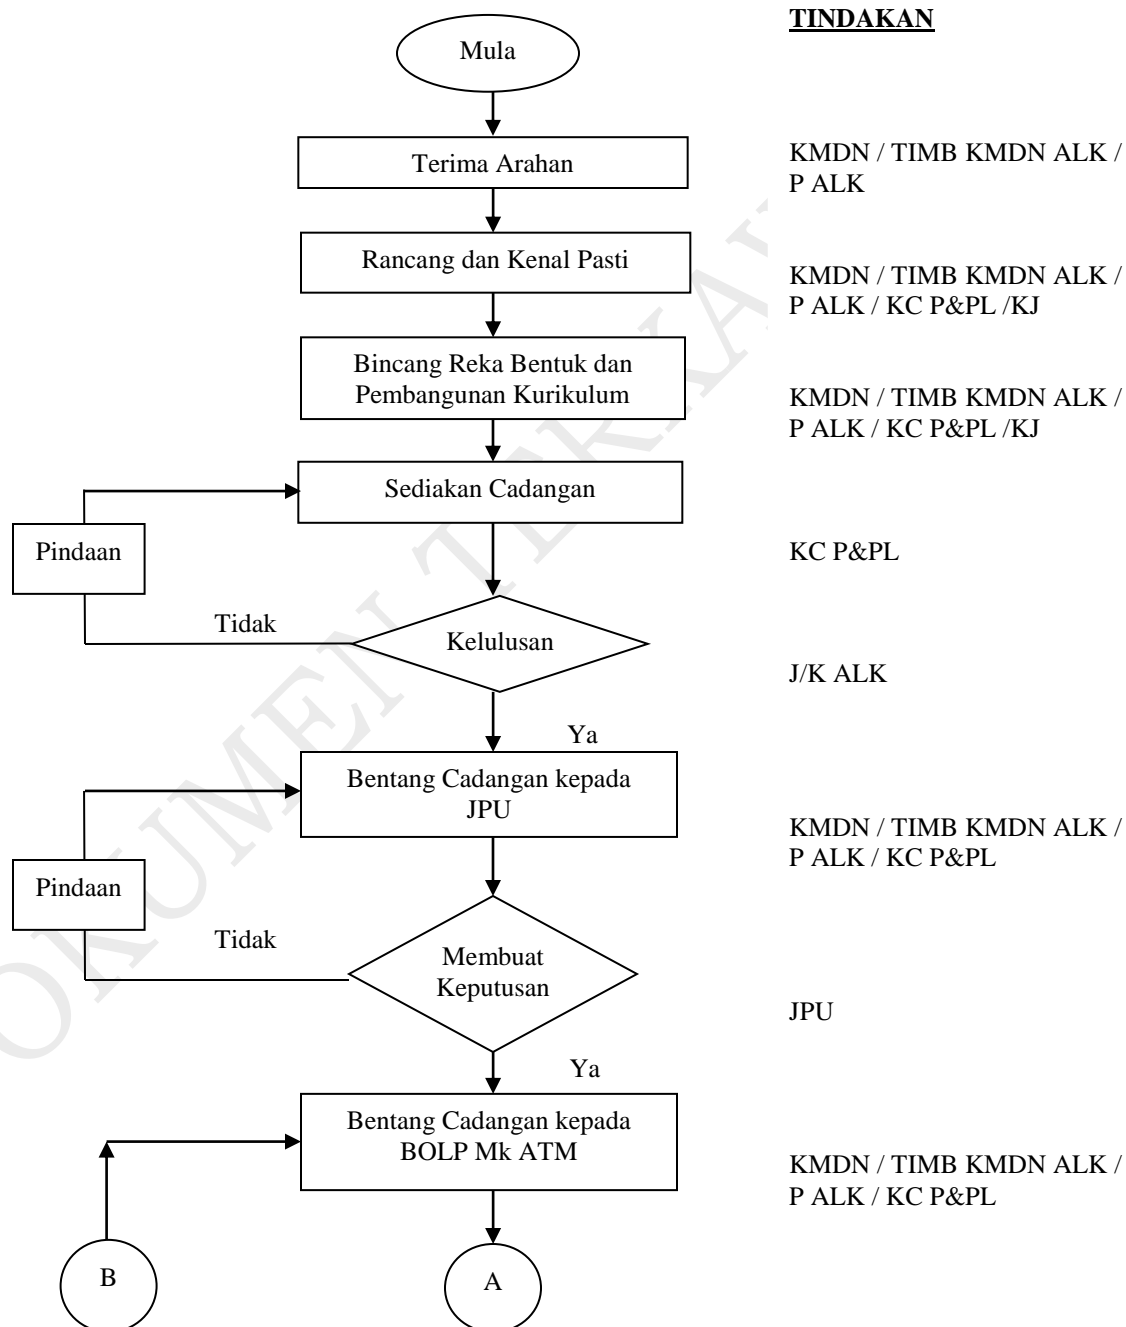 TINDAKAN
Mula
Terima Arahan
KMDN / TIMB KMDN ALK /
P ALK
Rancang dan Kenal Pasti
KMDN / TIMB KMDN ALK /
P ALK / KC P&PL /KJ
Bincang Reka Bentuk dan
Pembangunan Kurikulum
KMDN / TIMB KMDN ALK /
P ALK / KC P&PL /KJ
Sediakan Cadangan
Pindaan
KC P&PL
Tidak
Kelulusan
J/K ALK
Ya
Bentang Cadangan kepada
JPU
KMDN / TIMB KMDN ALK /
P ALK / KC P&PL
Pindaan
Tidak
Membuat
Keputusan
JPU
Ya
Bentang Cadangan kepada
BOLP Mk ATM
KMDN / TIMB KMDN ALK /
P ALK / KC P&PL
B
A
OKUMEN TERKA